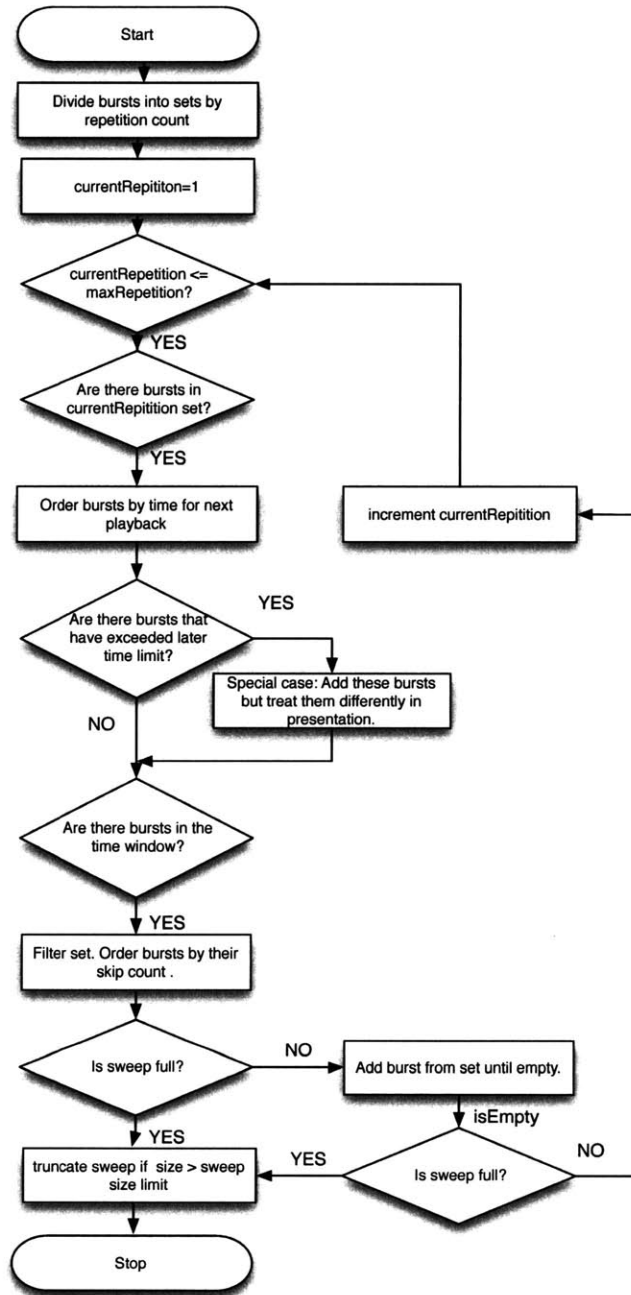 Start
Divide bursts into sets by
repetition count
currentRepititon=1
currentRepetition <=
maxRepetition?
YES
Are there bursts in
currentRepitition set?
YES
Order bursts by time for next
playback
increment currentRepitition
Are there bursts that
have exceeded later
time limit?
YES
Special case: Add these bursts
but treat them differently in
presentation.
NO
Are there bursts in the
time window?
YES
Filter set. Order bursts by their
skip count .
Is sweep full?
NO
Add burst from set until empty.
isEmpty
YES
truncate sweep if size > sweep
size limit
YES
Is sweep full?
NO
Stop